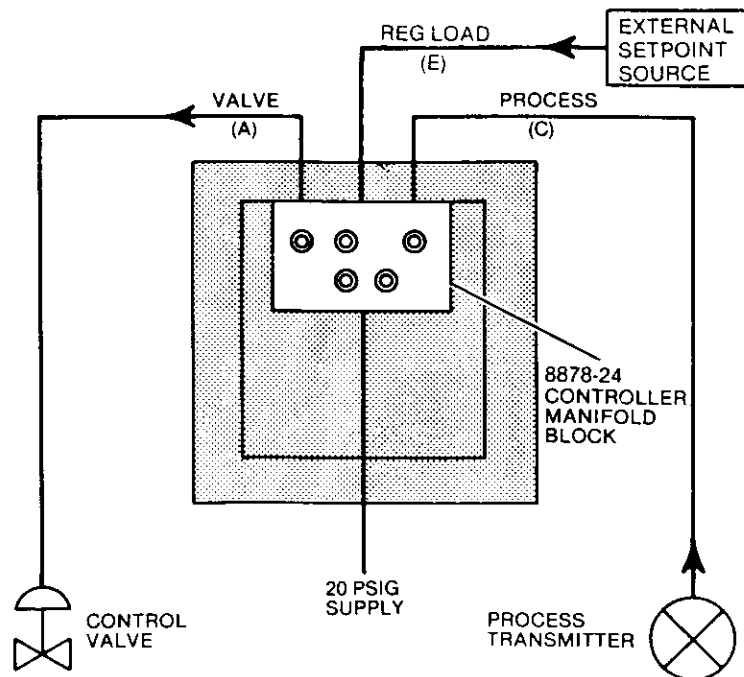 EXTERNAL
SETPOINT
SOURCE
REG LOAD
(E)
VALVE
(A)
PROCESS
(C)
8878-24
CONTROLLER
MANIFOLD
BLOCK
20 PSIG
SUPPLY
CONTROL
VALVE
PROCESS
TRANSMITTER